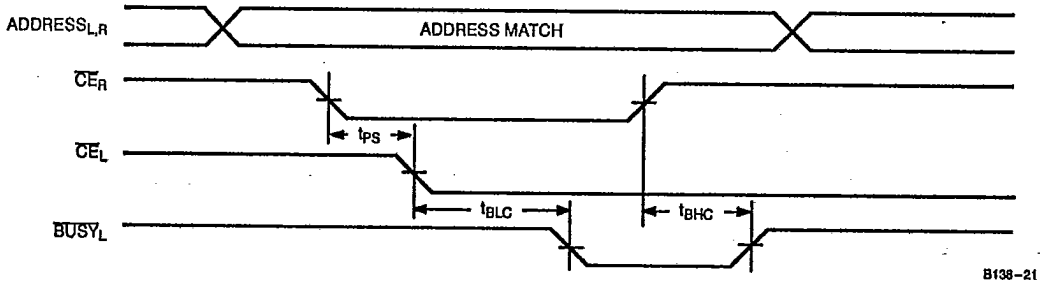 ADDRESSL,R
ADDRESS MATCH
CER
tPS
CEL
tBLC
tBHC
BUSYL
B138-21